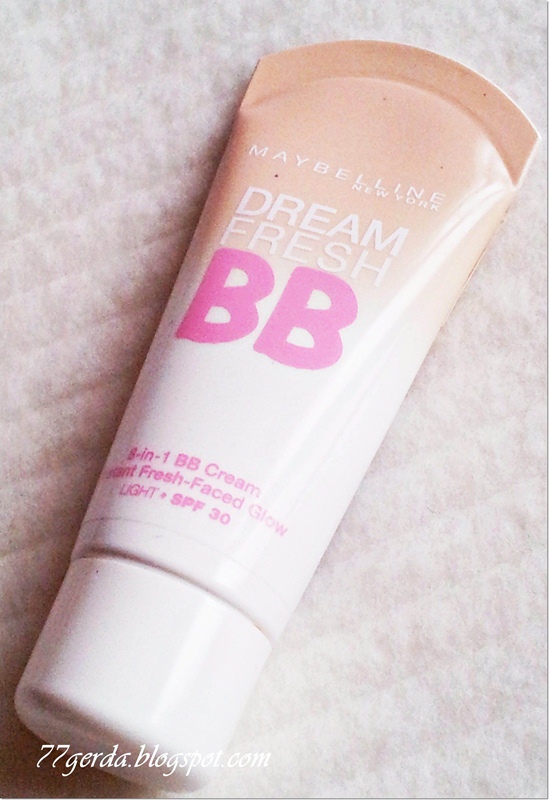 MAYBELLINE
NEW YORK
DREAM
FRESH
BB
8-in-1 BB Cream
Fresh-Faced Glow
LIGHT • SPF 30
77gerda.blogspot.com